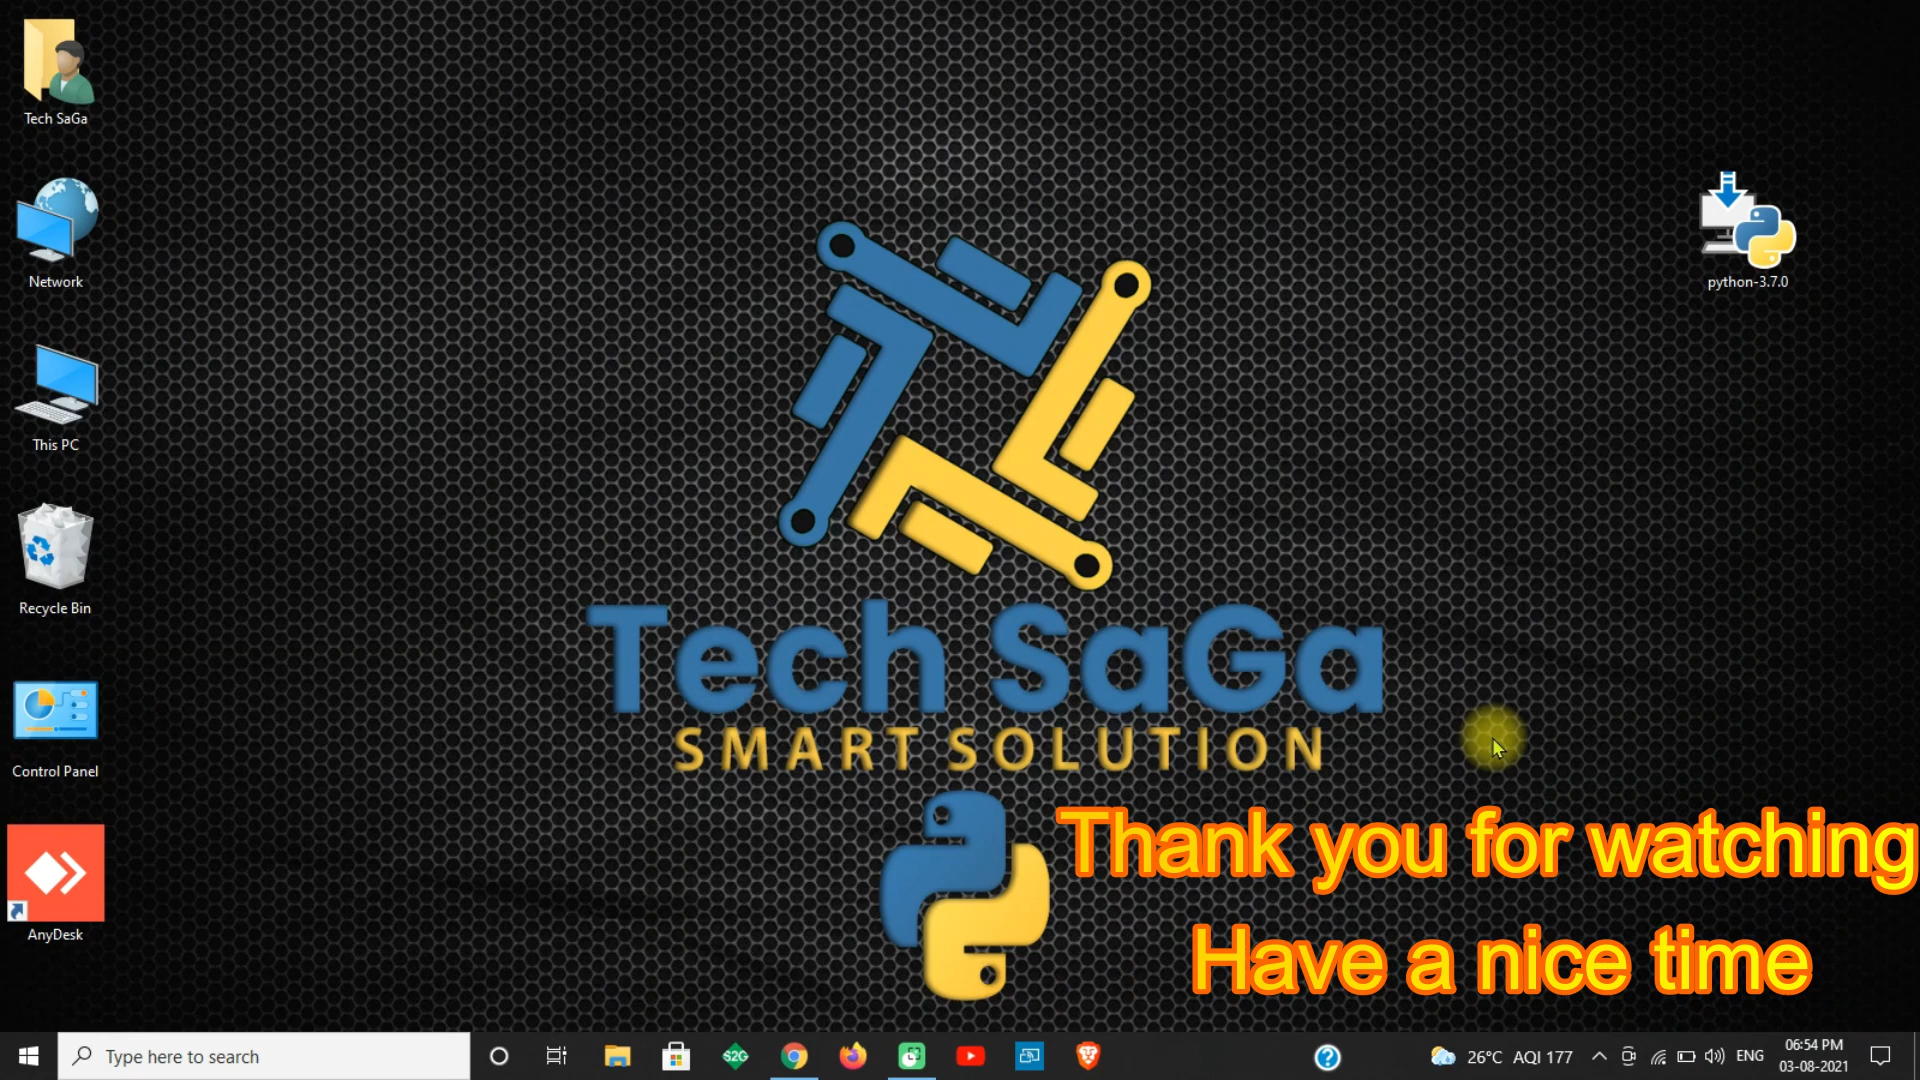 Tech SaGa
Network
This PC
Recycle Bin
Control Panel
AnyDesk
python-3.7.0
Tech SaGa
SMART SOLUTION
Thank you for watching
Have a nice time
Type here to search
S2G
26°C AQI 177
ENG
06:54 PM
03-08-2021